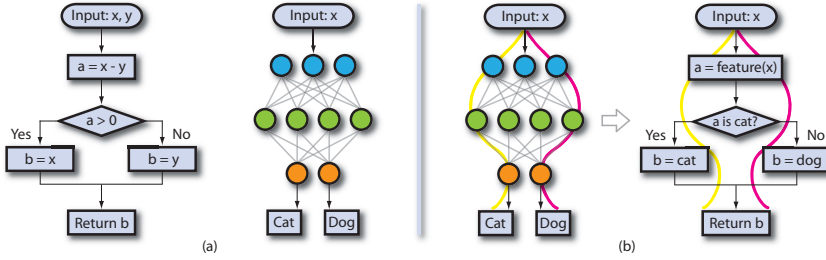 Input: x, y
a = x - y
a > 0
Yes
No
b = x
b = y
Return b
Input: x
Cat
Dog
(a)
Input: x
Cat
Dog
Input: x
a = feature(x)
a is cat?
Yes
No
b = cat
b = dog
Return b
(b)